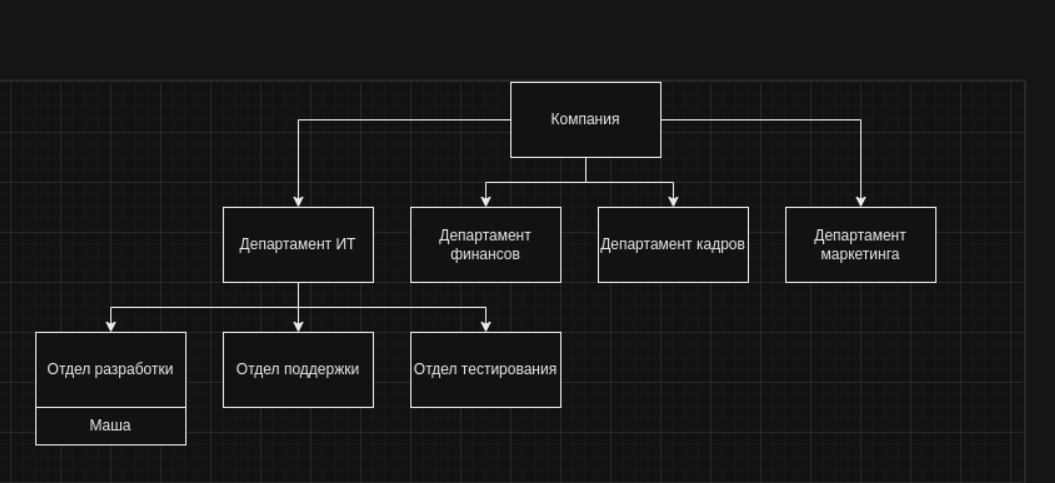 Компания
Департамент ИТ
Департамент
финансов
Департамент кадров
Департамент
маркетинга
Отдел разработки
Отдел поддержки
Отдел тестирования
Маша